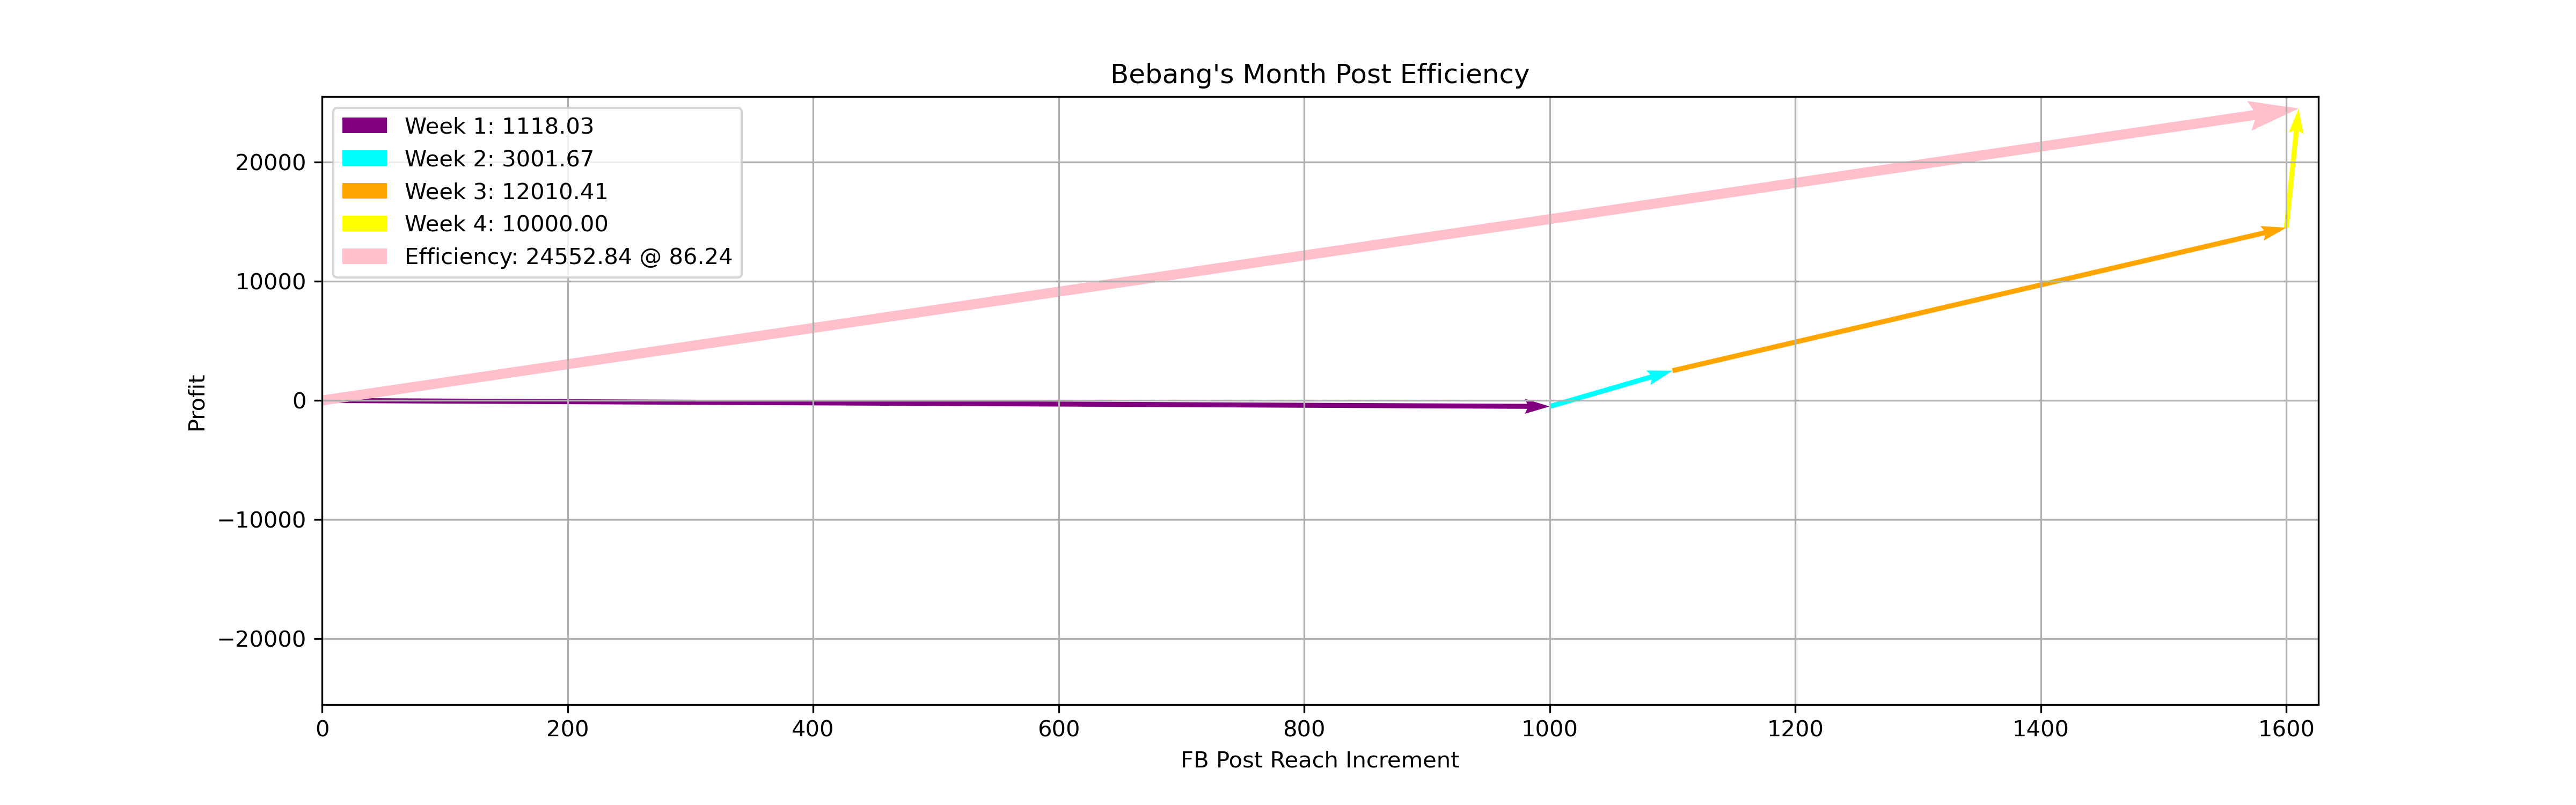 Bebang's Month Post Efficiency
Week 1: 1118.03
Week 2: 3001.67
Week 3: 12010.41
Week 4: 10000.00
Efficiency: 24552.84 @ 86.24
Profit
20000
10000
0
−10000
−20000
0 200 400 600 800 1000 1200 1400 1600
FB Post Reach Increment